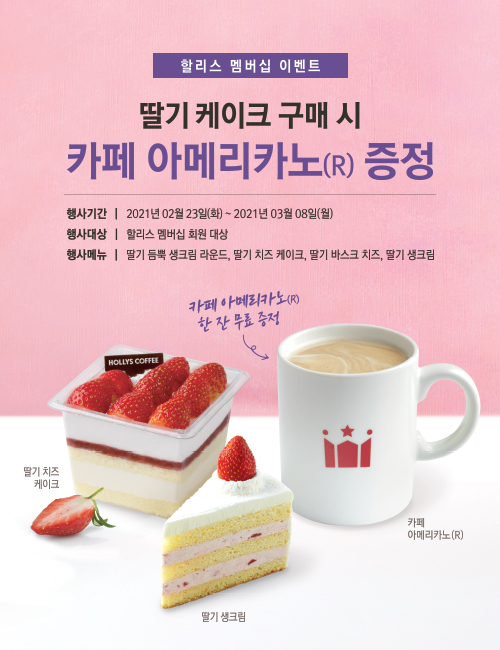 할리스 멤버십 이벤트
딸기 케이크 구매 시
카페 아메리카노(R) 증정
행사기간 | 2021년 02월 23일(화) ~ 2021년 03월 08일(월)
행사대상 | 할리스 멤버십 회원 대상
행사메뉴 | 딸기 듬뿍 생크림 라운드, 딸기 치즈 케이크, 딸기 바스크 치즈, 딸기 생크림
카페 아메리카노(R)
한 잔 무료 증정
HOLLYS COFFEE
딸기 치즈
케이크
카페
아메리카노(R)
딸기 생크림